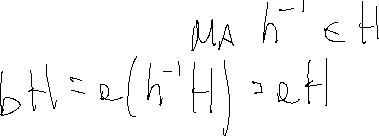 MA h⁻¹ ∈ H
bH = a(h⁻¹H) = aH